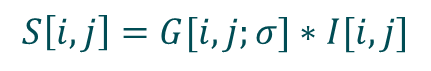 S[i,j] = G[i,j;σ] * I[i,j]